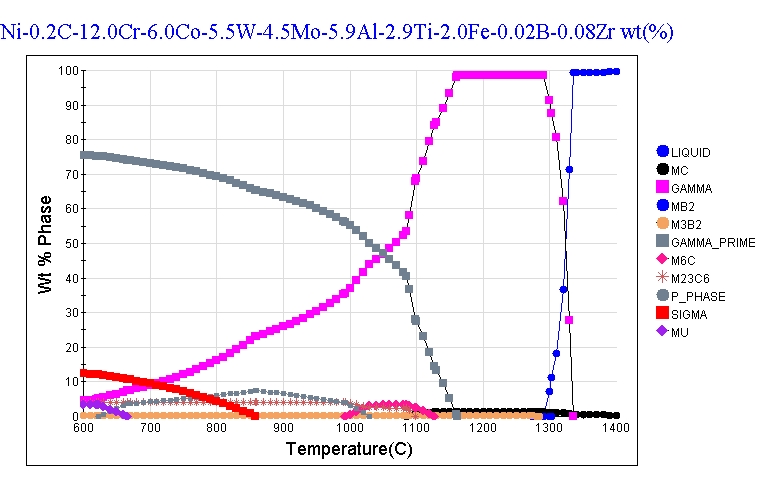 Ni-0.2C-12.0Cr-6.0Co-5.5W-4.5Mo-5.9Al-2.9Ti-2.0Fe-0.02B-0.08Zr wt(%)
100
90
80
70
60
50
40
30
20
10
0
Wt % Phase
600 700 800 900 1000 1100 1200 1300 1400
Temperature(C)
LIQUID
MC
GAMMA
MB2
M3B2
GAMMA_PRIME
M6C
M23C6
P_PHASE
SIGMA
MU